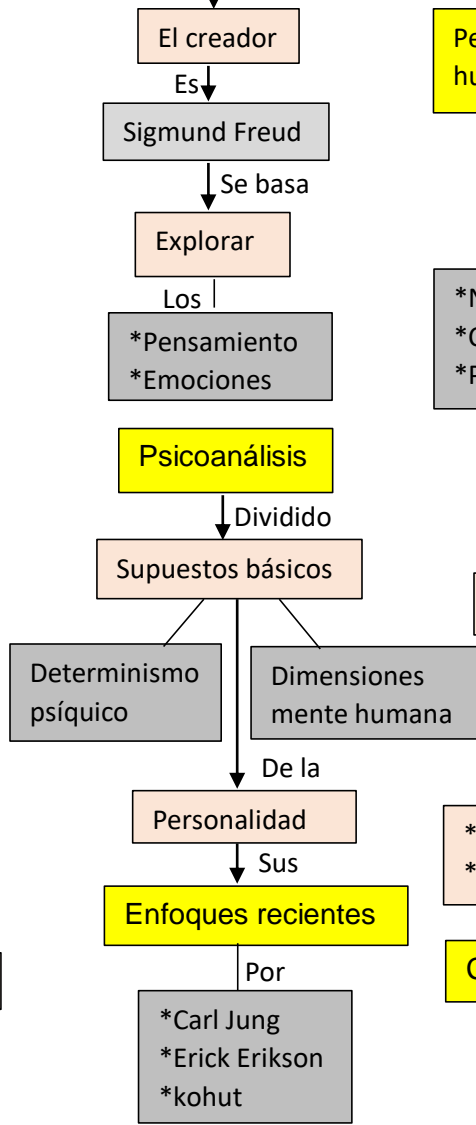 El creador
Es
Sigmund Freud
Se basa
Explorar
Los
*Pensamiento
*Emociones
Psicoanálisis
Dividido
Supuestos básicos
Determinismo
psíquico
Dimensiones
mente humana
De la
Personalidad
Sus
Enfoques recientes
Por
*Carl Jung
*Erick Erikson
*kohut